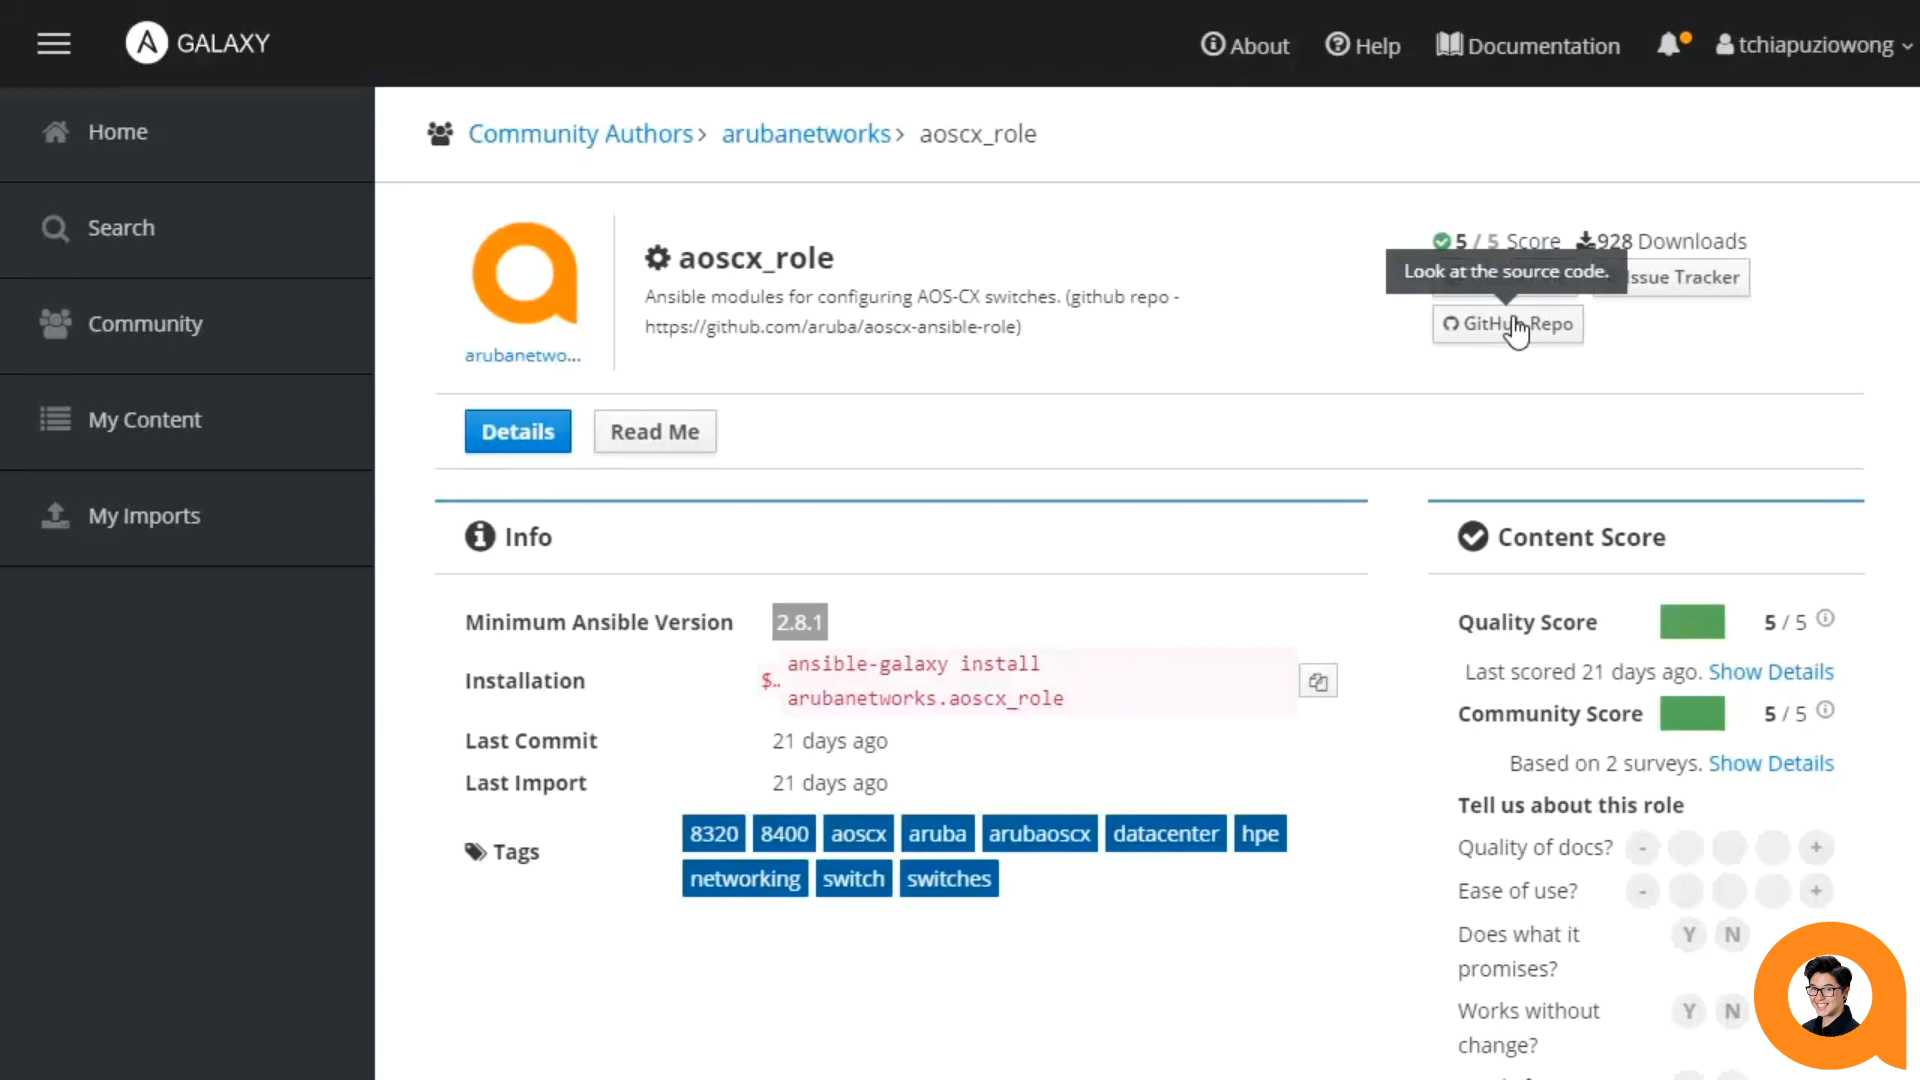 GALAXY
About
Help
Documentation
tchiapuziowong
Home
Search
Community
My Content
My Imports
Community Authors › arubanetworks › aoscx_role
aoscx_role
Ansible modules for configuring AOS-CX switches. (github repo -
https://github.com/aruba/aoscx-ansible-role)
arubanetwo...
5 / 5 Score 928 Downloads
Look at the source code.
Issue Tracker
GitHub Repo
Details
Read Me
Info
Minimum Ansible Version 2.8.1
Installation
$..
ansible-galaxy install
arubanetworks.aoscx_role
Last Commit 21 days ago
Last Import 21 days ago
Tags
8320 8400 aoscx aruba arubaoscx datacenter hpe
networking switch switches
Content Score
Quality Score 5 / 5
Last scored 21 days ago. Show Details
Community Score 5 / 5
Based on 2 surveys. Show Details
Tell us about this role
Quality of docs? - +
Ease of use? - +
Does what it
promises?
Y N
Works without
change?
Y N